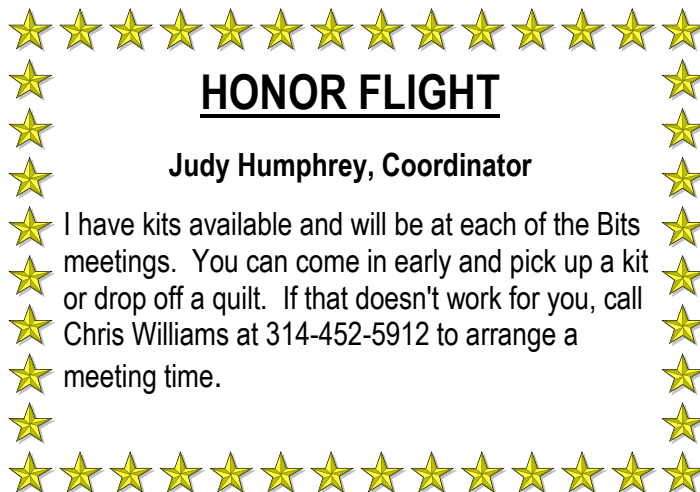 HONOR FLIGHT
Judy Humphrey, Coordinator
I have kits available and will be at each of the Bits
meetings.  You can come in early and pick up a kit
or drop off a quilt.  If that doesn't work for you, call
Chris Williams at 314-452-5912 to arrange a
meeting time.